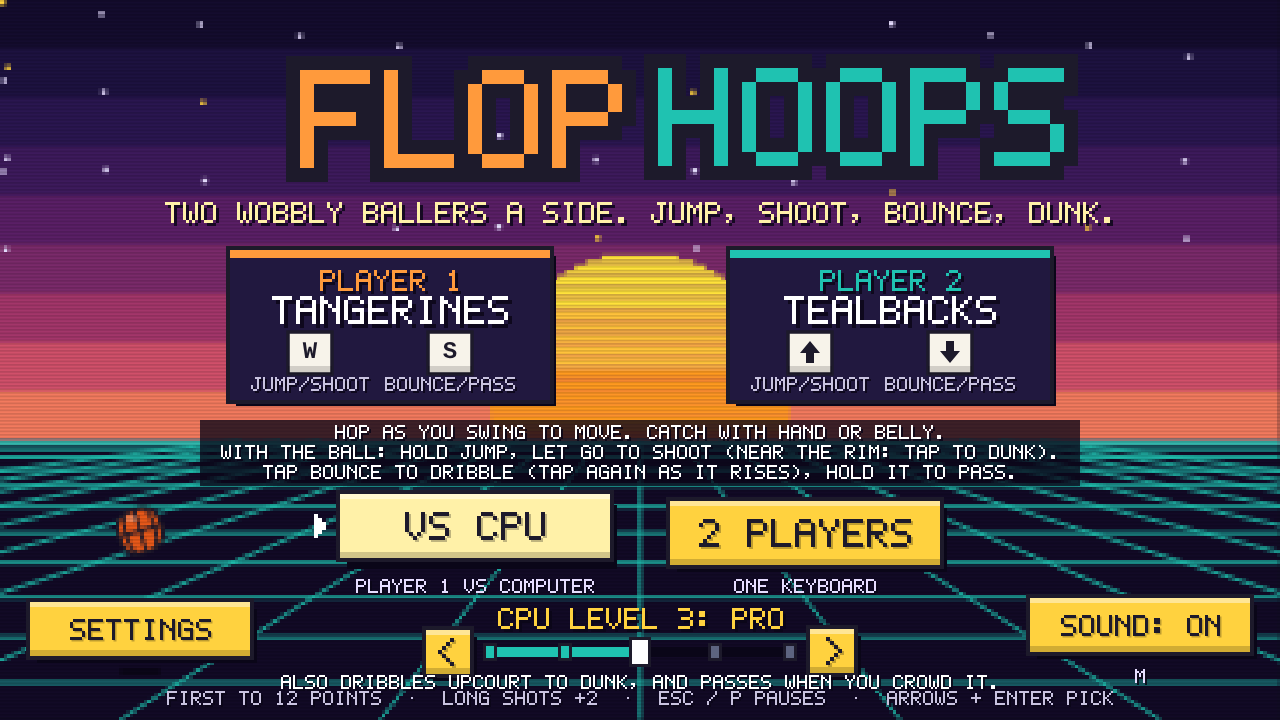 FLOP HOOPS
TWO WOBBLY BALLERS A SIDE. JUMP, SHOOT, BOUNCE, DUNK.
PLAYER 1
TANGERINES
W S
JUMP/SHOOT BOUNCE/PASS
PLAYER 2
TEALBACKS
JUMP/SHOOT BOUNCE/PASS
HOP AS YOU SWING TO MOVE. CATCH WITH HAND OR BELLY.
WITH THE BALL: HOLD JUMP, LET GO TO SHOOT (NEAR THE RIM: TAP TO DUNK).
TAP BOUNCE TO DRIBBLE (TAP AGAIN AS IT RISES), HOLD IT TO PASS.
VS CPU
2 PLAYERS
PLAYER 1 VS COMPUTER
ONE KEYBOARD
SETTINGS
CPU LEVEL 3: PRO
< >
SOUND: ON
M
ALSO DRIBBLES UPCOURT TO DUNK, AND PASSES WHEN YOU CROWD IT.
FIRST TO 12 POINTS · LONG SHOTS +2 · ESC / P PAUSES · ARROWS + ENTER PICK